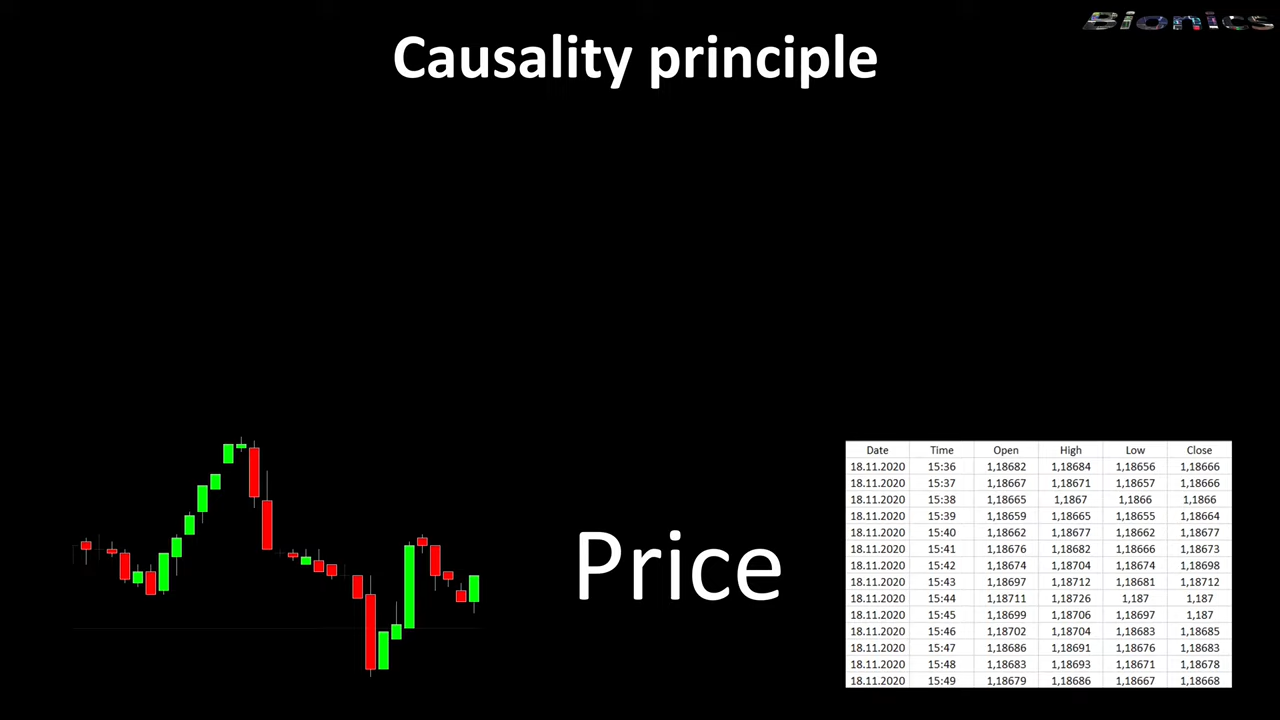 Bionics
Causality principle
Price
Date Time Open High Low Close
18.11.2020 15:36 1,18682 1,18684 1,18656 1,18666
18.11.2020 15:37 1,18667 1,18671 1,18657 1,18666
18.11.2020 15:38 1,18665 1,1867 1,1866 1,1866
18.11.2020 15:39 1,18659 1,18665 1,18655 1,18664
18.11.2020 15:40 1,18662 1,18677 1,18662 1,18677
18.11.2020 15:41 1,18676 1,18682 1,18666 1,18673
18.11.2020 15:42 1,18674 1,18704 1,18674 1,18698
18.11.2020 15:43 1,18697 1,18712 1,18681 1,18712
18.11.2020 15:44 1,18711 1,18726 1,187 1,187
18.11.2020 15:45 1,18699 1,18706 1,18697 1,187
18.11.2020 15:46 1,18702 1,18704 1,18683 1,18685
18.11.2020 15:47 1,18686 1,18691 1,18676 1,18683
18.11.2020 15:48 1,18683 1,18693 1,18671 1,18678
18.11.2020 15:49 1,18679 1,18686 1,18667 1,18668